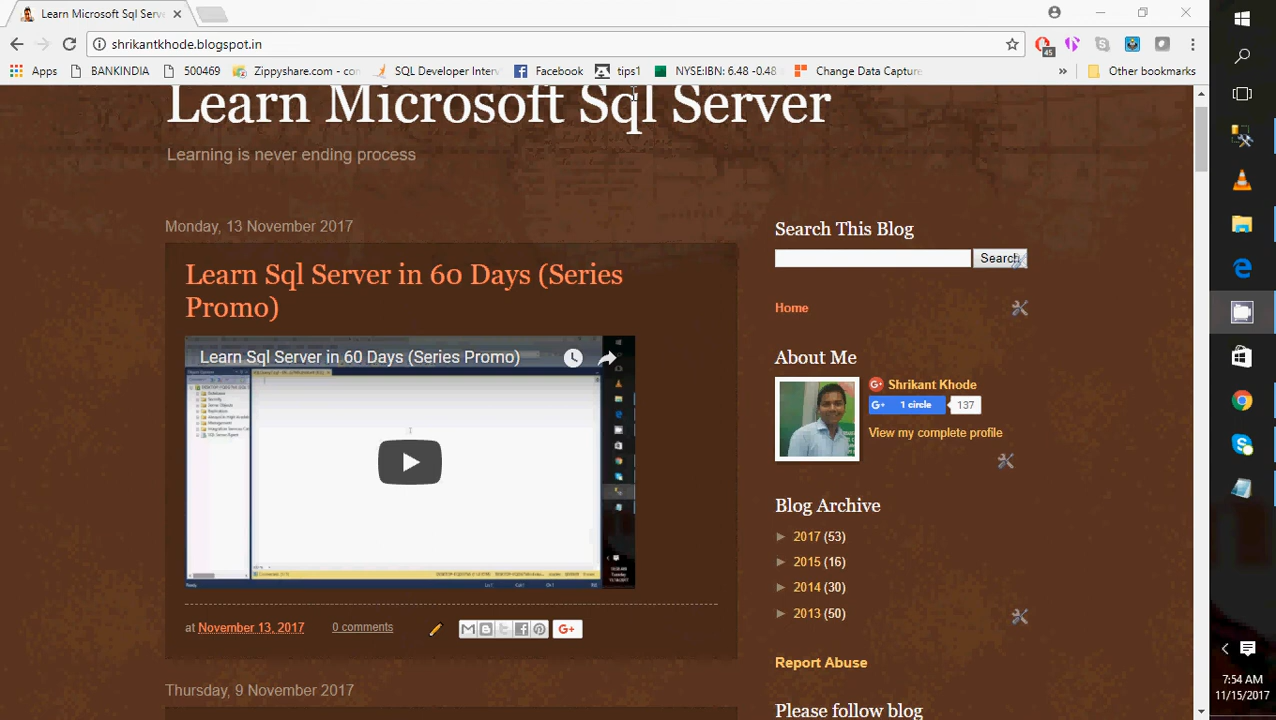 Learn Microsoft Sql Serve
shrikantkhode.blogspot.in
45
Apps BANKINDIA 500469 Zippyshare.com - con SQL Developer Interv Facebook tips1 NYSE:IBN: 6.48 -0.48 Change Data Capture » Other bookmarks
Learn Microsoft Sql Server
Learning is never ending process
Monday, 13 November 2017
Learn Sql Server in 60 Days (Series
Promo)
Learn Sql Server in 60 Days (Series Promo)
at November 13, 2017 0 comments
G+
Thursday, 9 November 2017
Search This Blog
Search
Home
About Me
G+ Shrikant Khode
G+ 1 circle 137
View my complete profile
Blog Archive
► 2017 (53)
► 2015 (16)
► 2014 (30)
► 2013 (50)
Report Abuse
Please follow blog
7:54 AM
11/15/2017